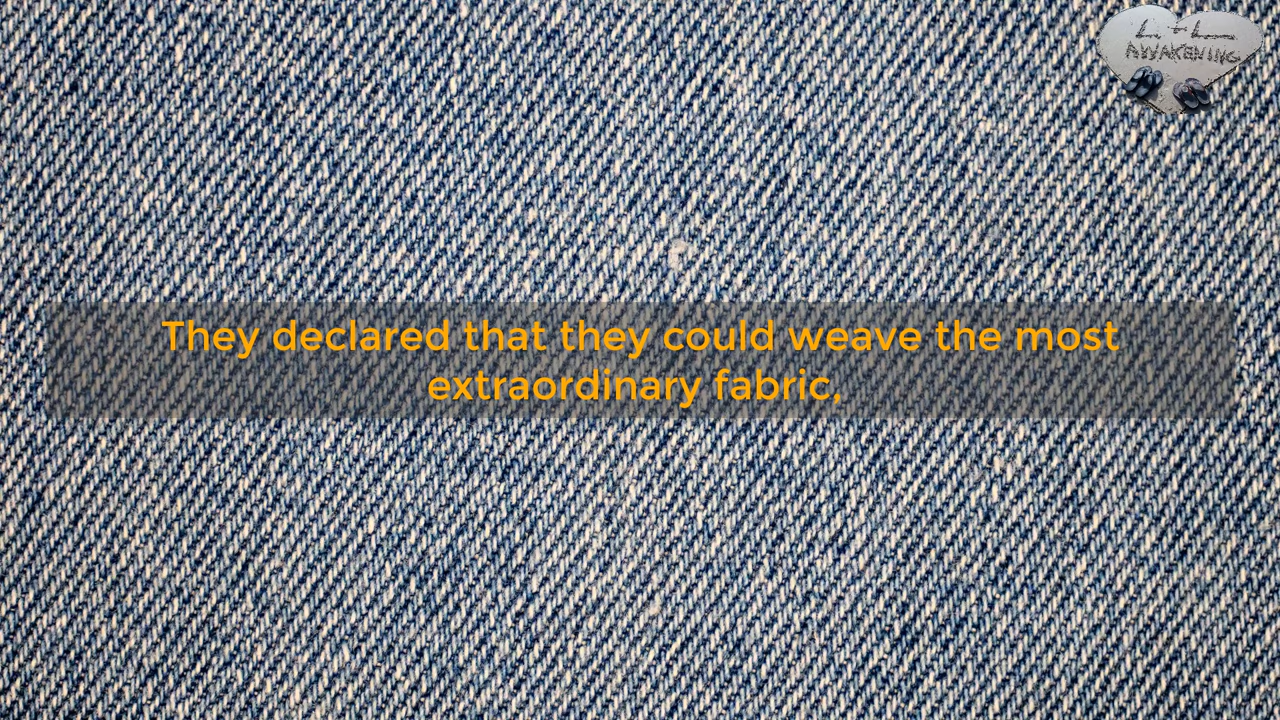 L + L
AWAKENING
They declared that they could weave the most
extraordinary fabric,